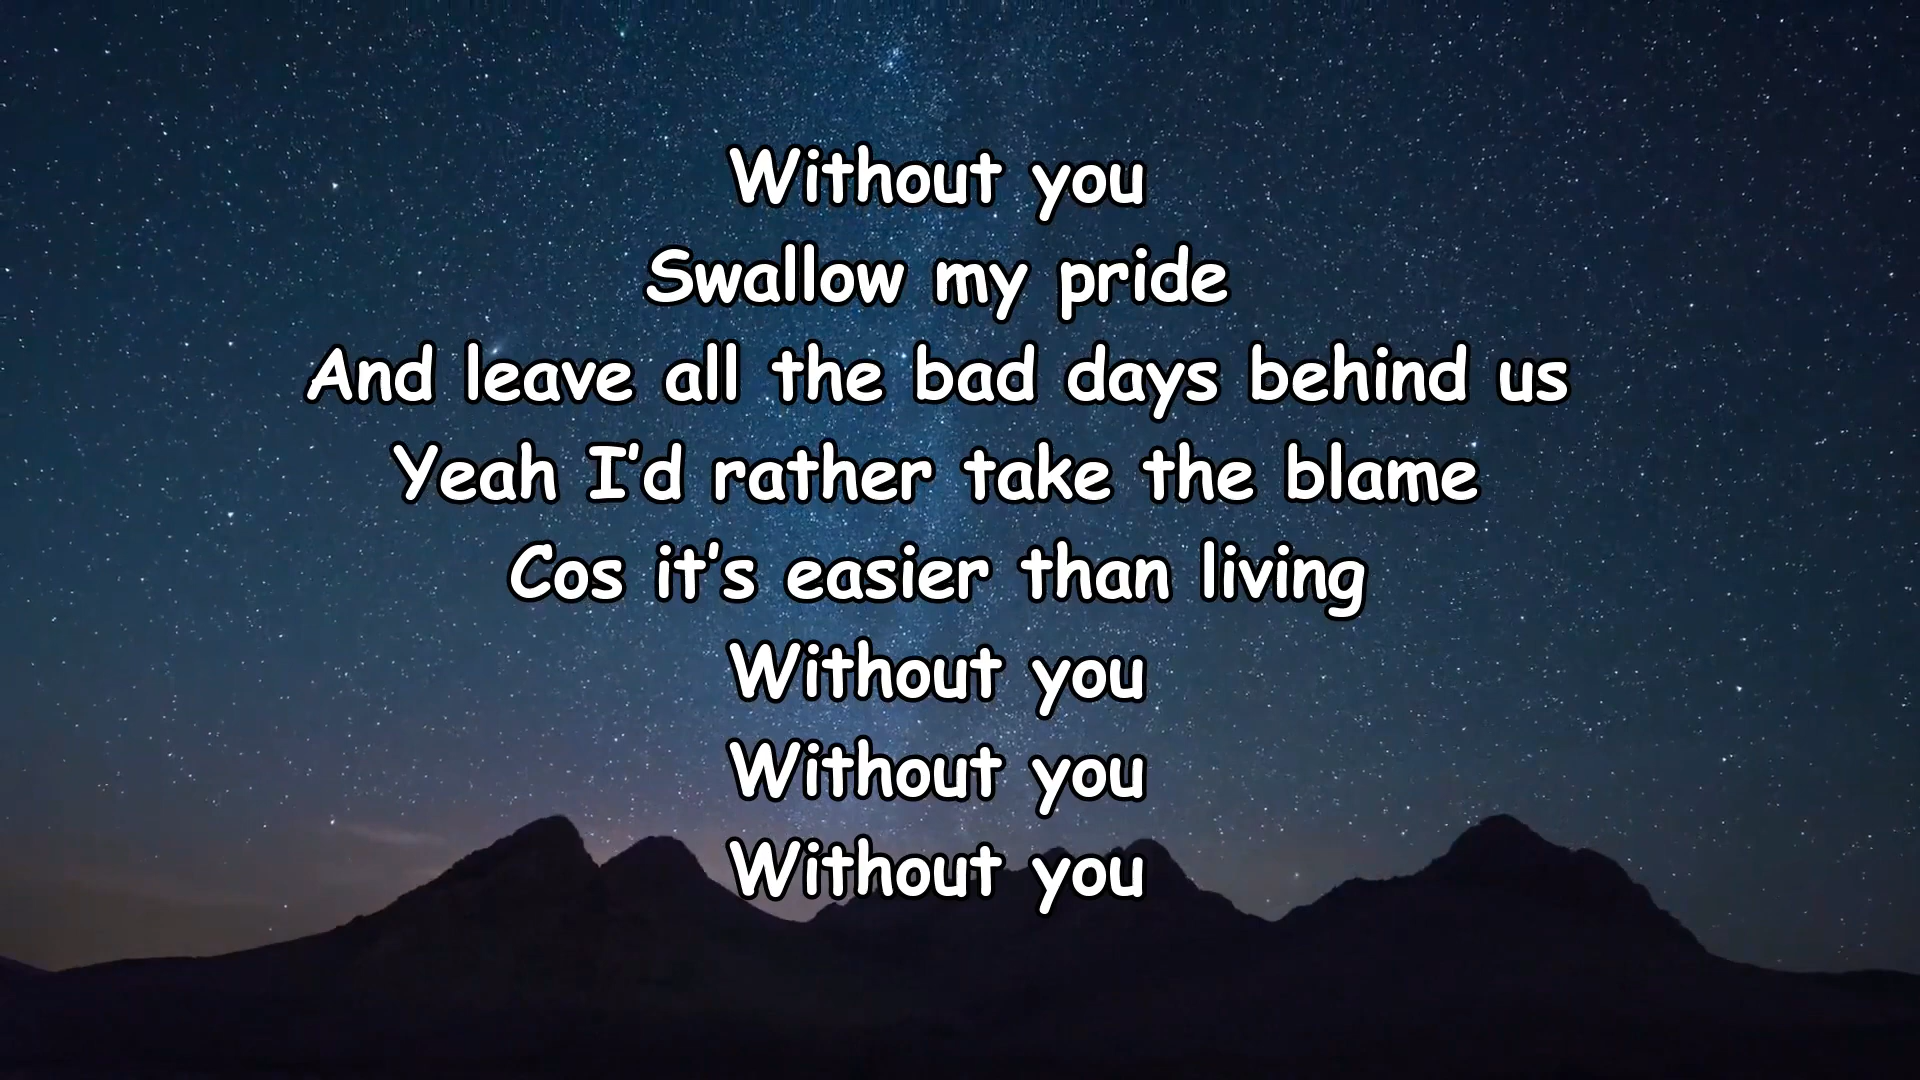 Without you
Swallow my pride
And leave all the bad days behind us
Yeah I’d rather take the blame
Cos it’s easier than living
Without you
Without you
Without you